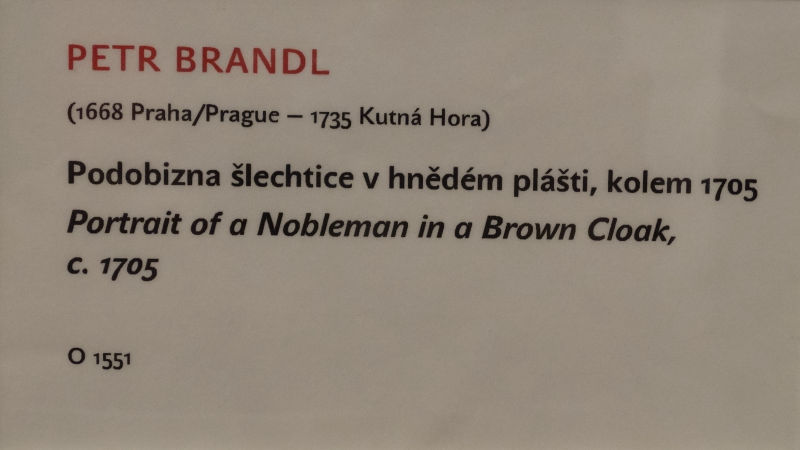 PETR BRANDL
(1668 Praha/Prague – 1735 Kutná Hora)
Podobizna šlechtice v hnědém plášti, kolem 1705
Portrait of a Nobleman in a Brown Cloak,
c. 1705
O 1551